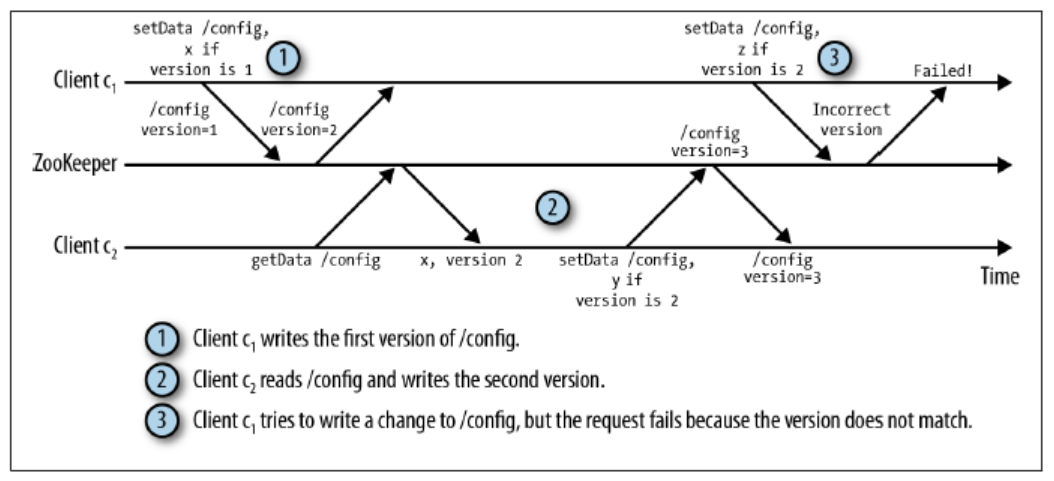 setData /config,
x if
version is 1
1
setData /config,
z if
version is 2
3
Failed!
Client c1
/config
version=1
/config
version=2
Incorrect
version
/config
version=3
ZooKeeper
2
Client c2
getData /config
x, version 2
setData /config,
y if
version is 2
/config
version=3
Time
1 Client c1 writes the first version of /config.
2 Client c2 reads /config and writes the second version.
3 Client c1 tries to write a change to /config, but the request fails because the version does not match.